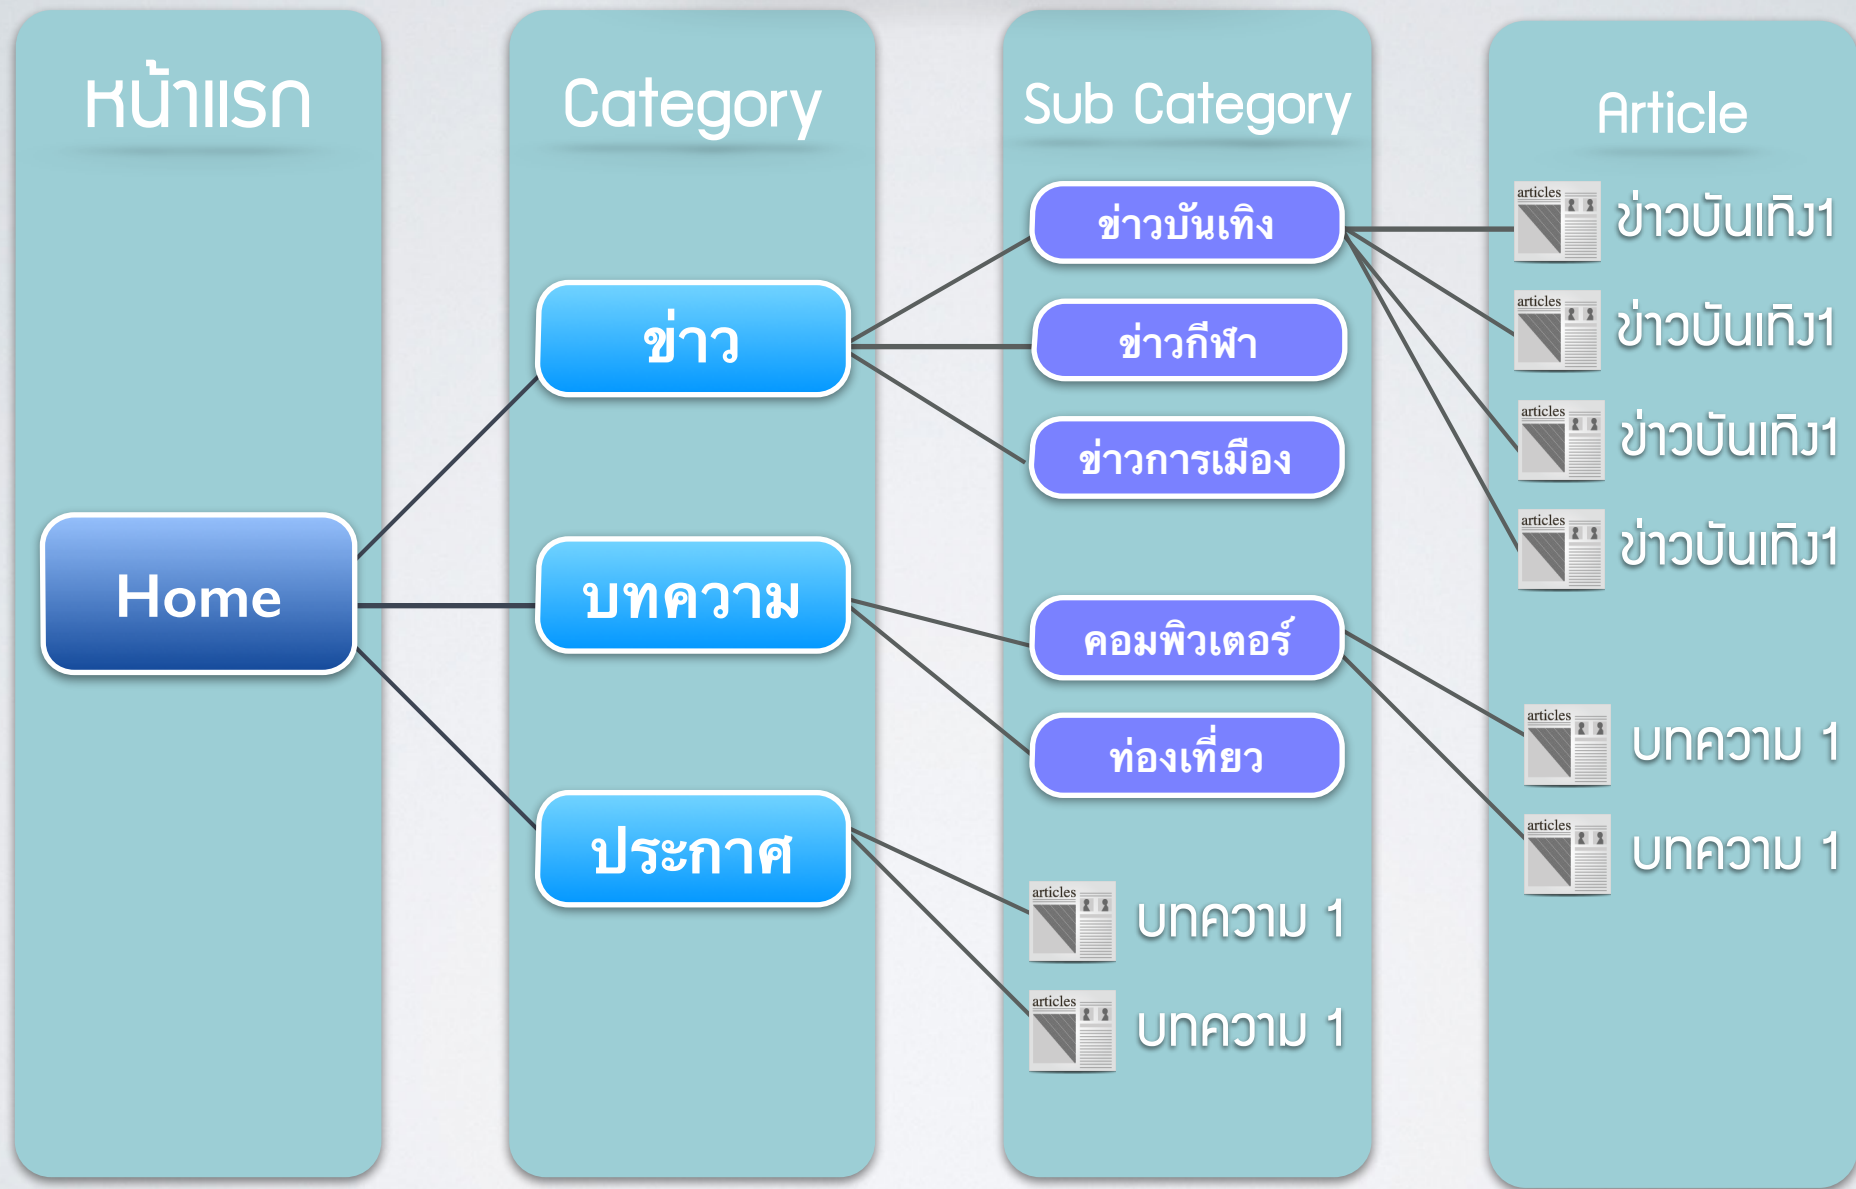 หน้าแรก
Home
Category
ข่าว
บทความ
ประกาศ
Sub Category
ข่าวบันเทิง
ข่าวกีฬา
ข่าวการเมือง
คอมพิวเตอร์
ท่องเที่ยว
articles
บทความ 1
articles
บทความ 1
Article
articles
ข่าวบันเทิง1
articles
ข่าวบันเทิง1
articles
ข่าวบันเทิง1
articles
ข่าวบันเทิง1
articles
บทความ 1
articles
บทความ 1